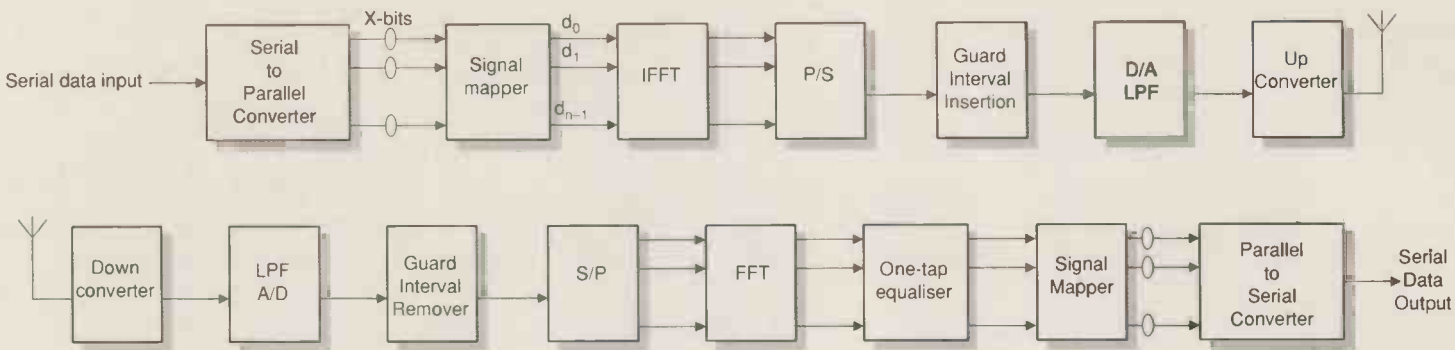 Serial data input
Serial
to
Parallel
Converter
X-bits
Signal
mapper
d0
d1
dn–1
IFFT
P/S
Guard
Interval
Insertion
D/A
LPF
Up
Converter
Down
converter
LPF
A/D
Guard
Interval
Remover
S/P
FFT
One-tap
equaliser
Signal
Mapper
Parallel
to
Serial
Converter
Serial
Data
Output